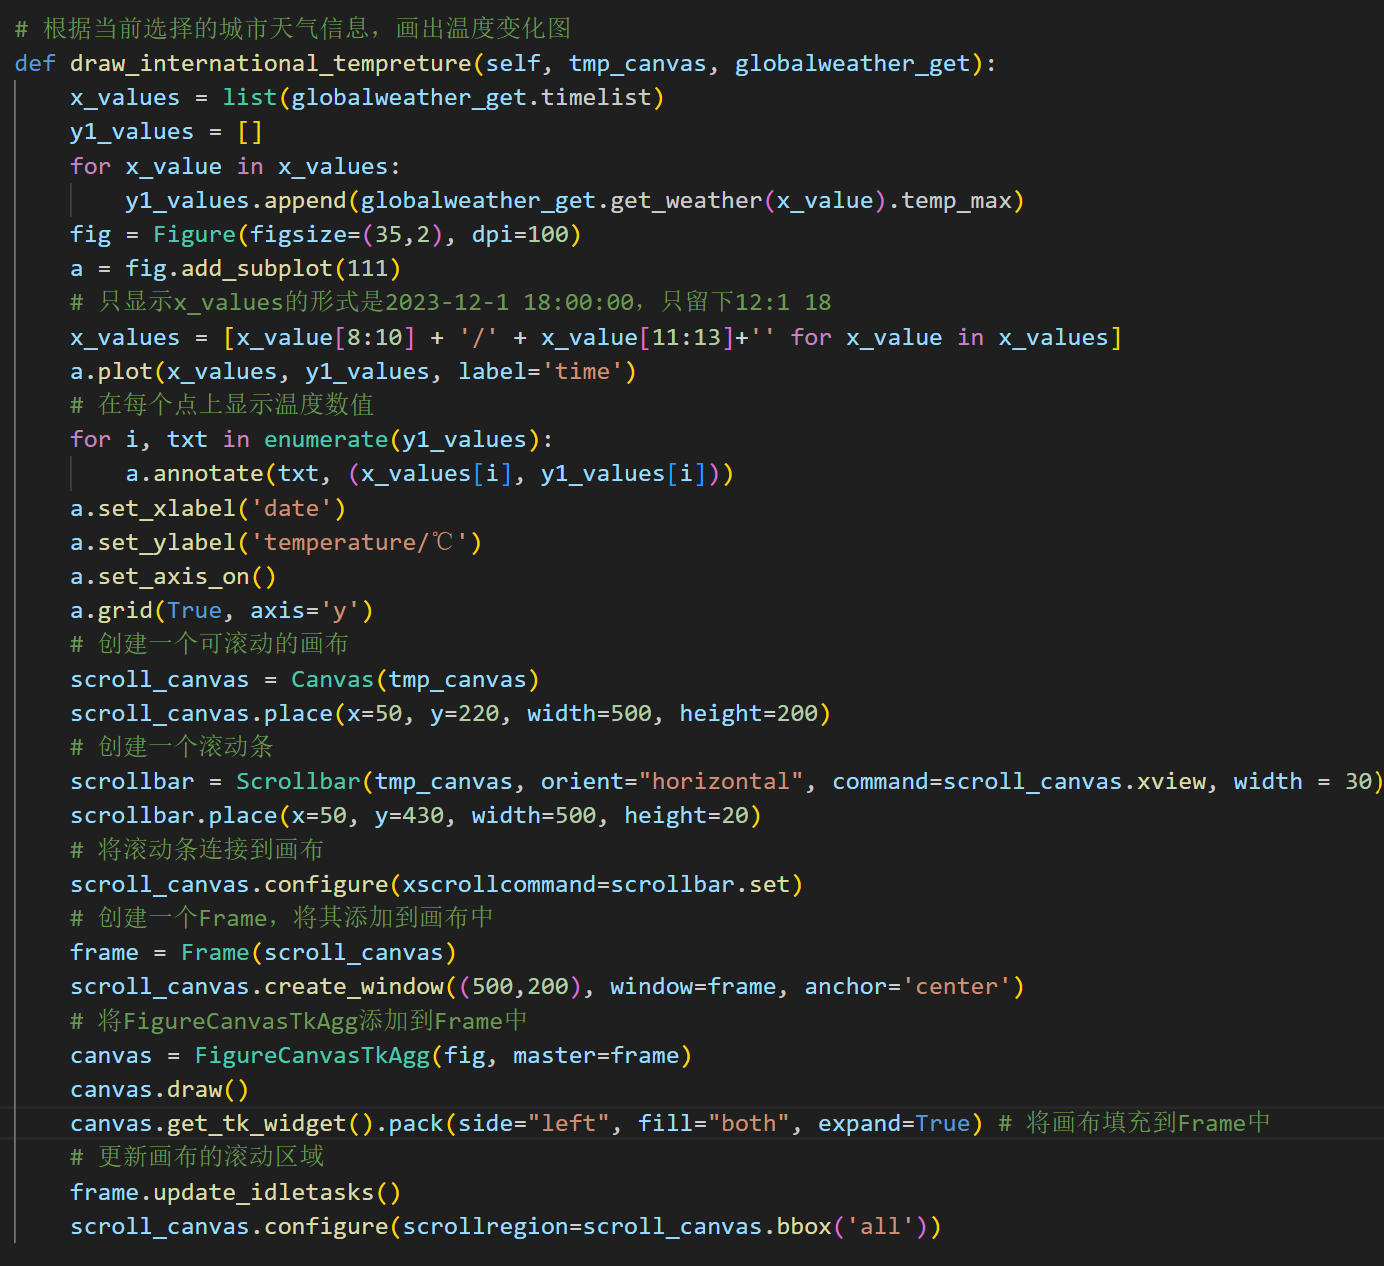 # 根据当前选择的城市天气信息，画出温度变化图
def draw_international_tempreture(self, tmp_canvas, globalweather_get):
    x_values = list(globalweather_get.timelist)
    y1_values = []
    for x_value in x_values:
        y1_values.append(globalweather_get.get_weather(x_value).temp_max)
    fig = Figure(figsize=(35,2), dpi=100)
    a = fig.add_subplot(111)
    # 只显示x_values的形式是2023-12-1 18:00:00，只留下12:1 18
    x_values = [x_value[8:10] + '/' + x_value[11:13]+'' for x_value in x_values]
    a.plot(x_values, y1_values, label='time')
    # 在每个点上显示温度数值
    for i, txt in enumerate(y1_values):
        a.annotate(txt, (x_values[i], y1_values[i]))
    a.set_xlabel('date')
    a.set_ylabel('temperature/℃')
    a.set_axis_on()
    a.grid(True, axis='y')
    # 创建一个可滚动的画布
    scroll_canvas = Canvas(tmp_canvas)
    scroll_canvas.place(x=50, y=220, width=500, height=200)
    # 创建一个滚动条
    scrollbar = Scrollbar(tmp_canvas, orient="horizontal", command=scroll_canvas.xview, width = 30)
    scrollbar.place(x=50, y=430, width=500, height=20)
    # 将滚动条连接到画布
    scroll_canvas.configure(xscrollcommand=scrollbar.set)
    # 创建一个Frame，将其添加到画布中
    frame = Frame(scroll_canvas)
    scroll_canvas.create_window((500,200), window=frame, anchor='center')
    # 将FigureCanvasTkAgg添加到Frame中
    canvas = FigureCanvasTkAgg(fig, master=frame)
    canvas.draw()
    canvas.get_tk_widget().pack(side="left", fill="both", expand=True) # 将画布填充到Frame中
    # 更新画布的滚动区域
    frame.update_idletasks()
    scroll_canvas.configure(scrollregion=scroll_canvas.bbox('all'))